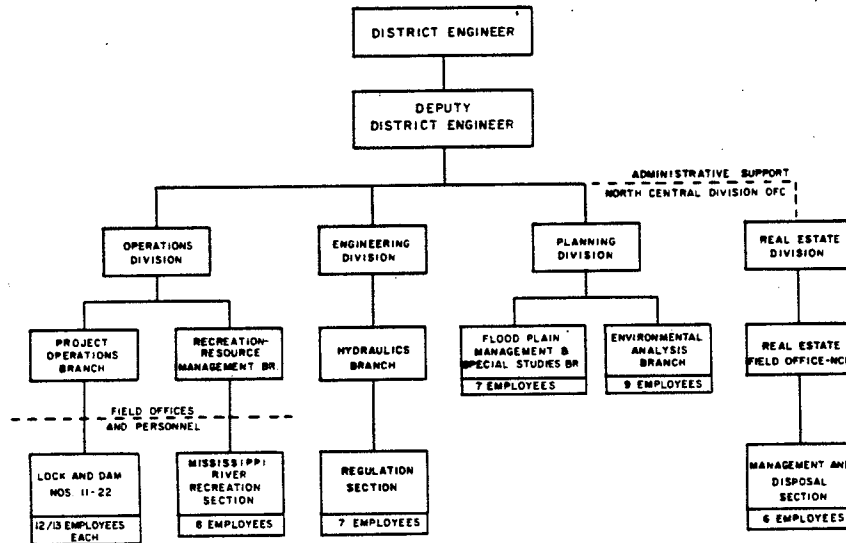 DISTRICT ENGINEER
DEPUTY
DISTRICT ENGINEER
ADMINISTRATIVE SUPPORT
NORTH CENTRAL DIVISION OFC
OPERATIONS
DIVISION
ENGINEERING
DIVISION
PLANNING
DIVISION
REAL ESTATE
DIVISION
PROJECT
OPERATIONS
BRANCH
RECREATION-
RESOURCE
MANAGEMENT BR.
HYDRAULICS
BRANCH
FLOOD PLAIN
MANAGEMENT &
SPECIAL STUDIES BR
7 EMPLOYEES
ENVIRONMENTAL
ANALYSIS
BRANCH
9 EMPLOYEES
REAL ESTATE
FIELD OFFICE-
FIELD OFFICES
AND PERSONNEL
LOCK AND DAM
NOS. 11-22
12/13 EMPLOYEES
EACH
MISSISSIPPI
RIVER
RECREATION
SECTION
EMPLOYEES
REGULATION
SECTION
7 EMPLOYEES
MANAGEMENT AND
DISPOSAL
SECTION
6 EMPLOYEES